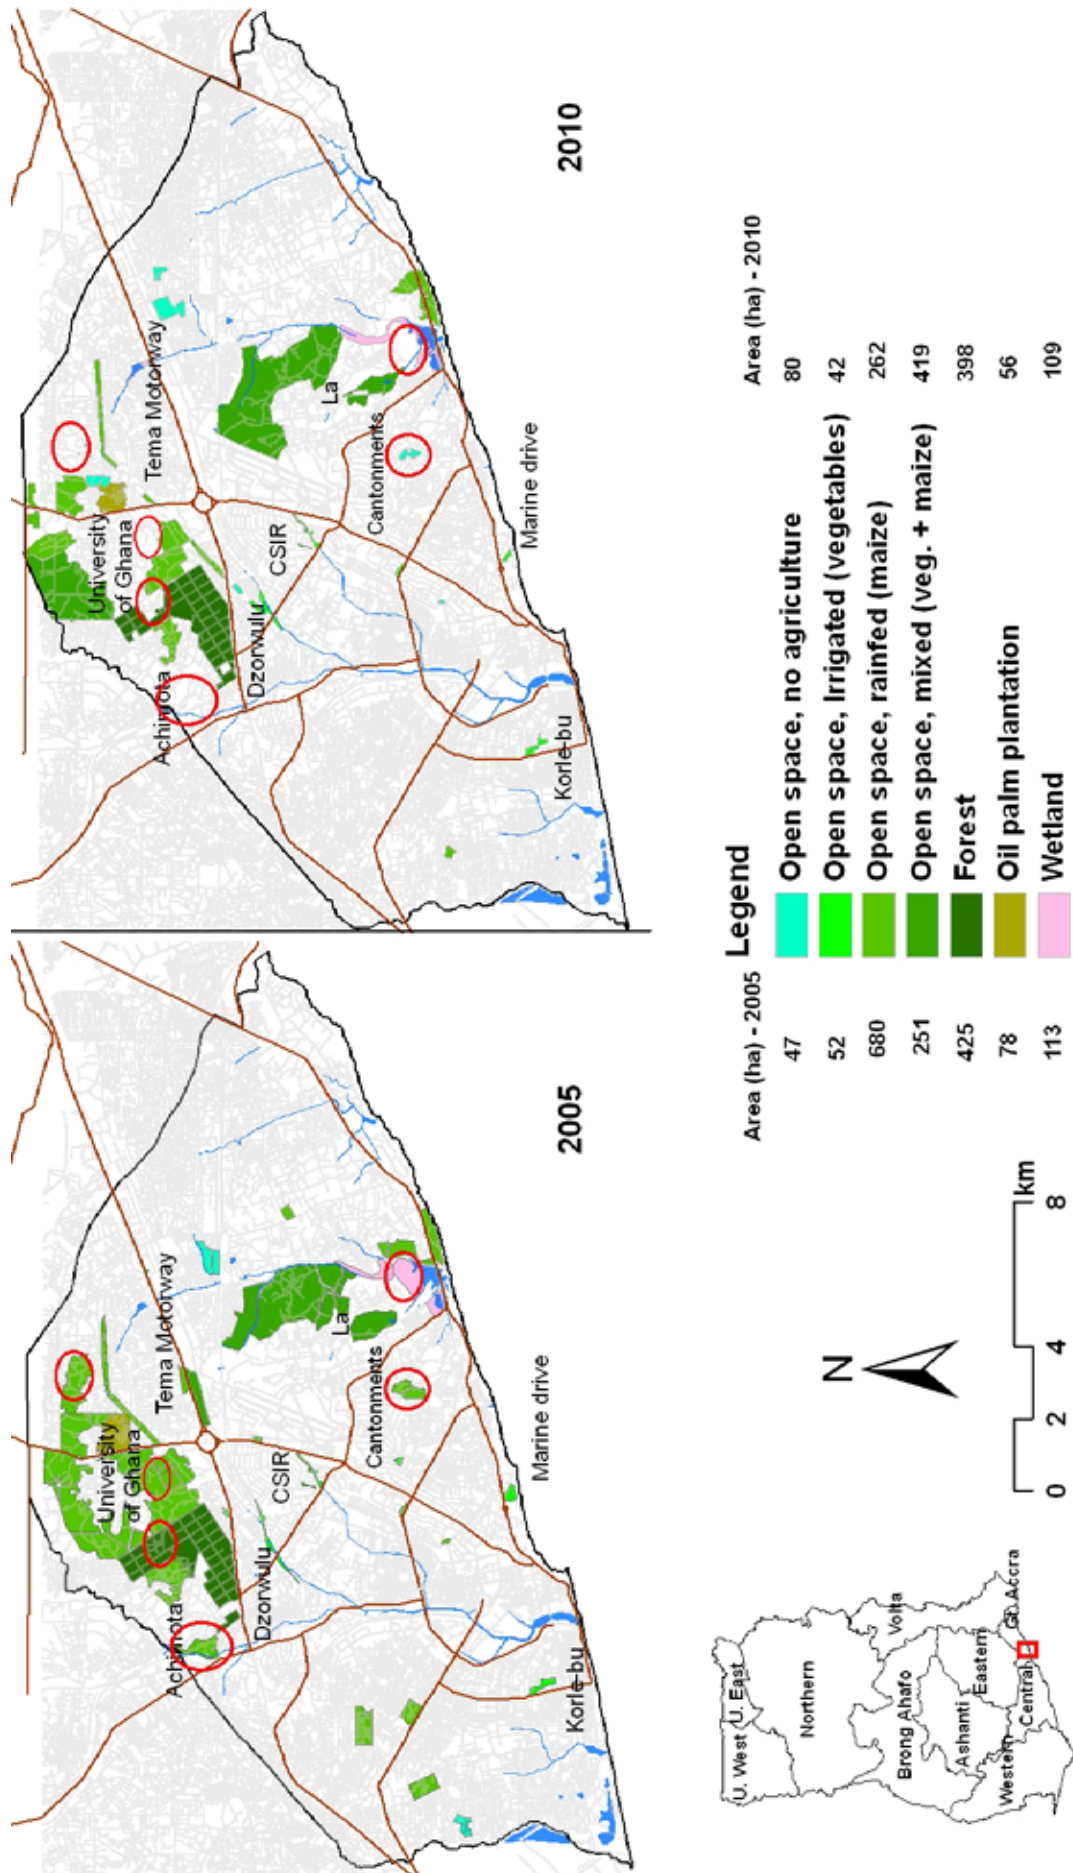 University
of Ghana
Achimota
Tema Motorway
Dzorwulu
CSIR
La
Cantonments
Marine drive
Korle-bu
2005
University
of Ghana
Achimota
Tema Motorway
Dzorwulu
CSIR
La
Cantonments
Marine drive
Korle-bu
2010
U. West
U. East
Northern
Brong Ahafo
Volta
Ashanti
Eastern
Western
Central
Gt. Accra
N
0 2 4 8
km
Area (ha) - 2005 Legend Area (ha) - 2010
47 Open space, no agriculture 80
52 Open space, Irrigated (vegetables) 42
680 Open space, rainfed (maize) 262
251 Open space, mixed (veg. + maize) 419
425 Forest 398
78 Oil palm plantation 56
113 Wetland 109